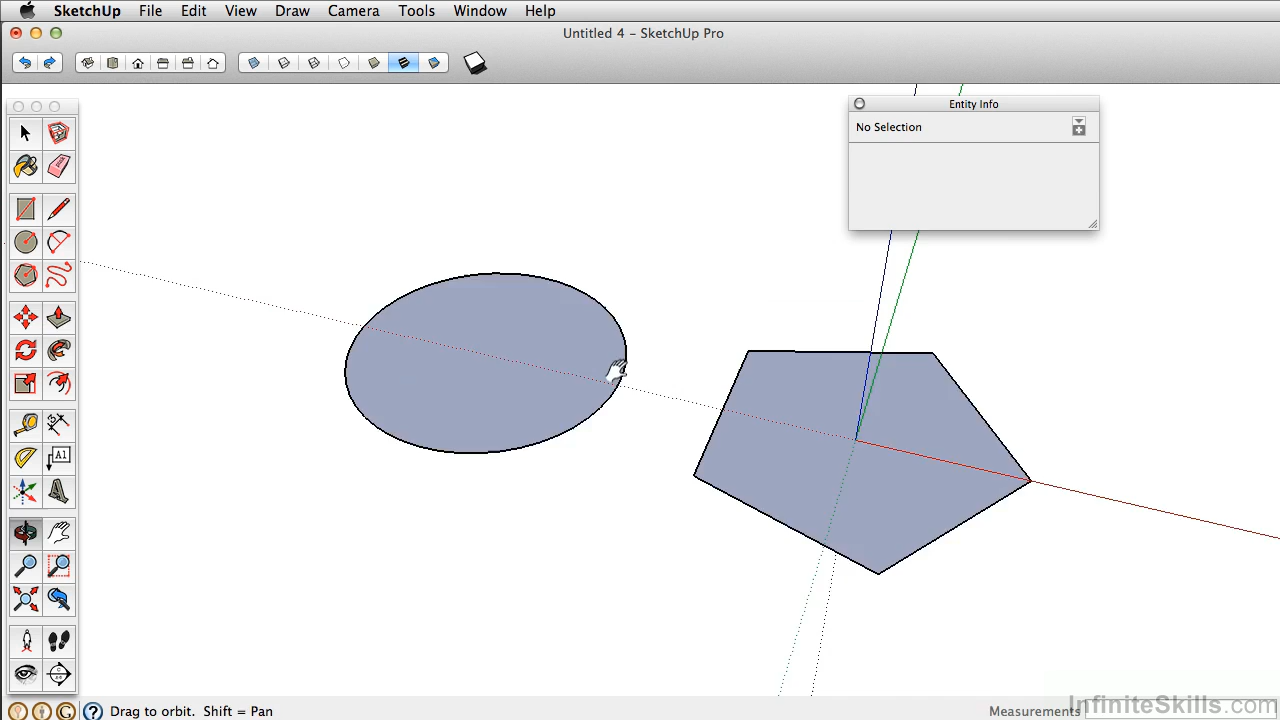 SketchUp File Edit View Draw Camera Tools Window Help
Untitled 4 – SketchUp Pro
Entity Info
No Selection
A1
Drag to orbit. Shift = Pan
Measurements
InfiniteSkills.com